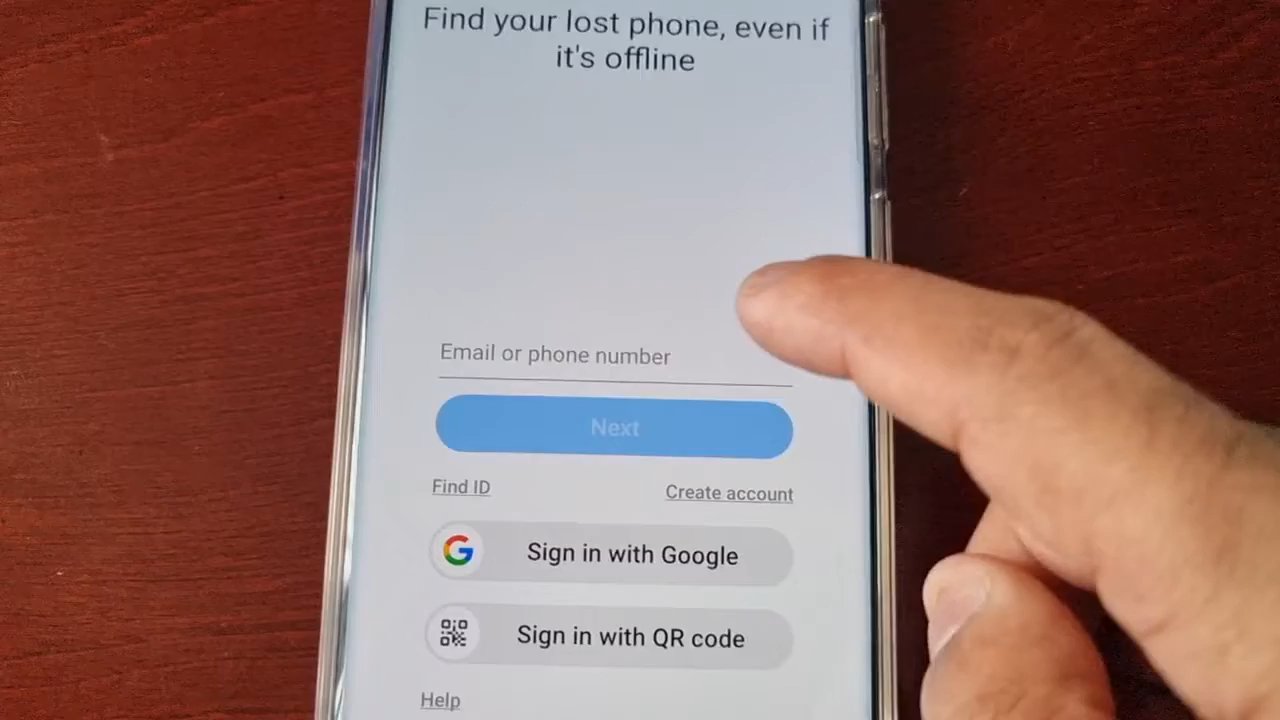 Find your lost phone, even if
it's offline
Email or phone number
Next
Find ID
Create account
Sign in with Google
Sign in with QR code
Help